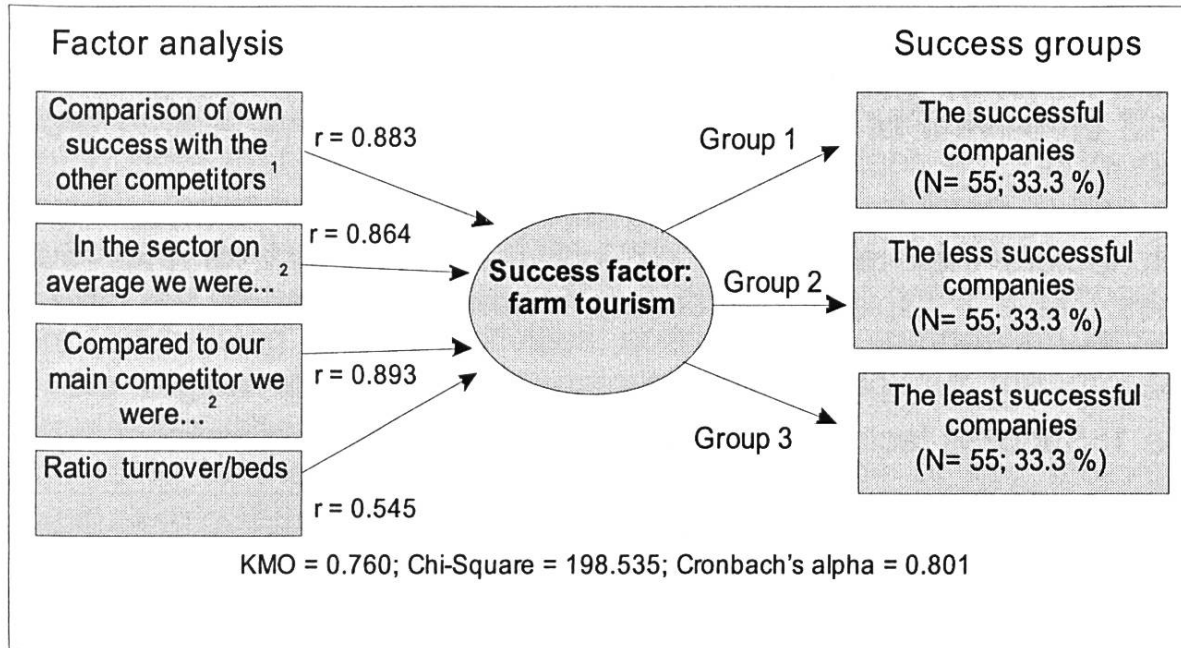 Factor analysis
Success groups
Comparison of own
success with the
other competitors 1
r = 0.883
In the sector on
average we were... 2
r = 0.864
Compared to our
main competitor we
were... 2
r = 0.893
Ratio turnover/beds
r = 0.545
Success factor:
farm tourism
Group 1
Group 2
Group 3
The successful
companies
(N= 55; 33.3 %)
The less successful
companies
(N= 55; 33.3 %)
The least successful
companies
(N= 55; 33.3 %)
KMO = 0.760; Chi-Square = 198.535; Cronbach's alpha = 0.801